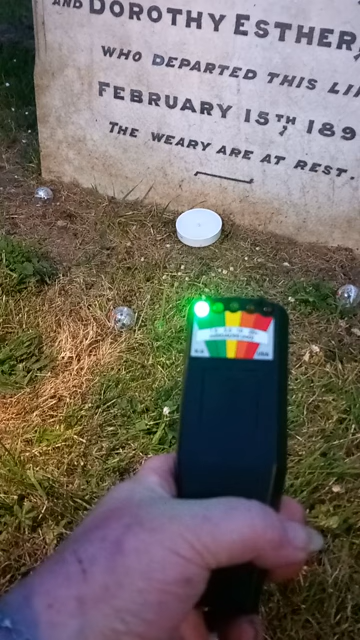 AND DOROTHY ESTHER,
WHO DEPARTED THIS LI
FEBRUARY 15TH, 189
THE WEARY ARE AT REST.